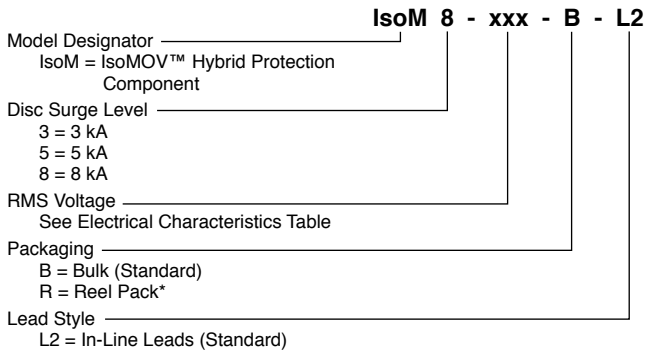 IsoM 8 - xxx - B - L2
Model Designator
IsoM = IsoMOV™ Hybrid Protection
Component
Disc Surge Level
3 = 3 kA
5 = 5 kA
8 = 8 kA
RMS Voltage
See Electrical Characteristics Table
Packaging
B = Bulk (Standard)
R = Reel Pack*
Lead Style
L2 = In-Line Leads (Standard)